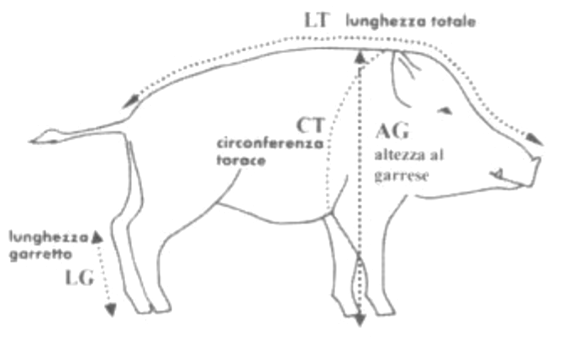 LT lunghezza totale
CT
circonferenza
torace
AG
altezza al
garrese
lunghezza
garretto
LG